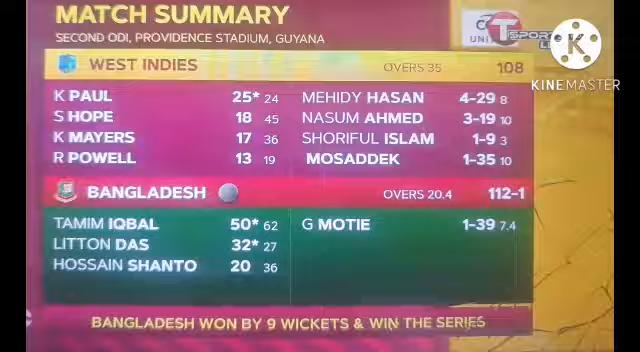 MATCH SUMMARY
SECOND ODI, PROVIDENCE STADIUM, GUYANA
T SPORTS
KINEMASTER
WEST INDIES OVERS 35 108
K PAUL 25* 24 MEHIDY HASAN 4-29 8
S HOPE 18 45 NASUM AHMED 3-19 10
K MAYERS 17 36 SHORIFUL ISLAM 1-9 3
R POWELL 13 19 MOSADDEK 1-35 10
BANGLADESH OVERS 20.4 112-1
TAMIM IQBAL 50* 62 G MOTIE 1-39 7.4
LITTON DAS 32* 27
HOSSAIN SHANTO 20 36
BANGLADESH WON BY 9 WICKETS & WIN THE SERIES